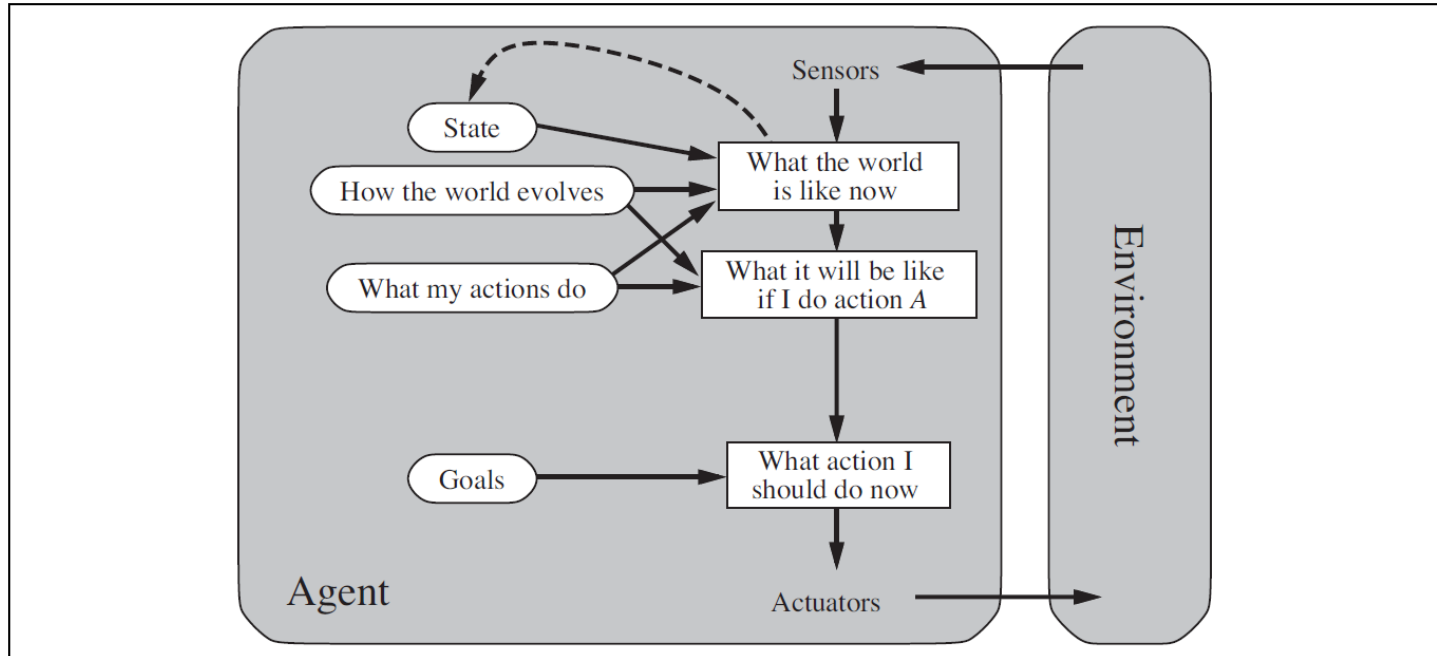 Sensors
State
What the world
is like now
How the world evolves
What it will be like
if I do action A
What my actions do
Environment
What action I
should do now
Goals
Agent
Actuators